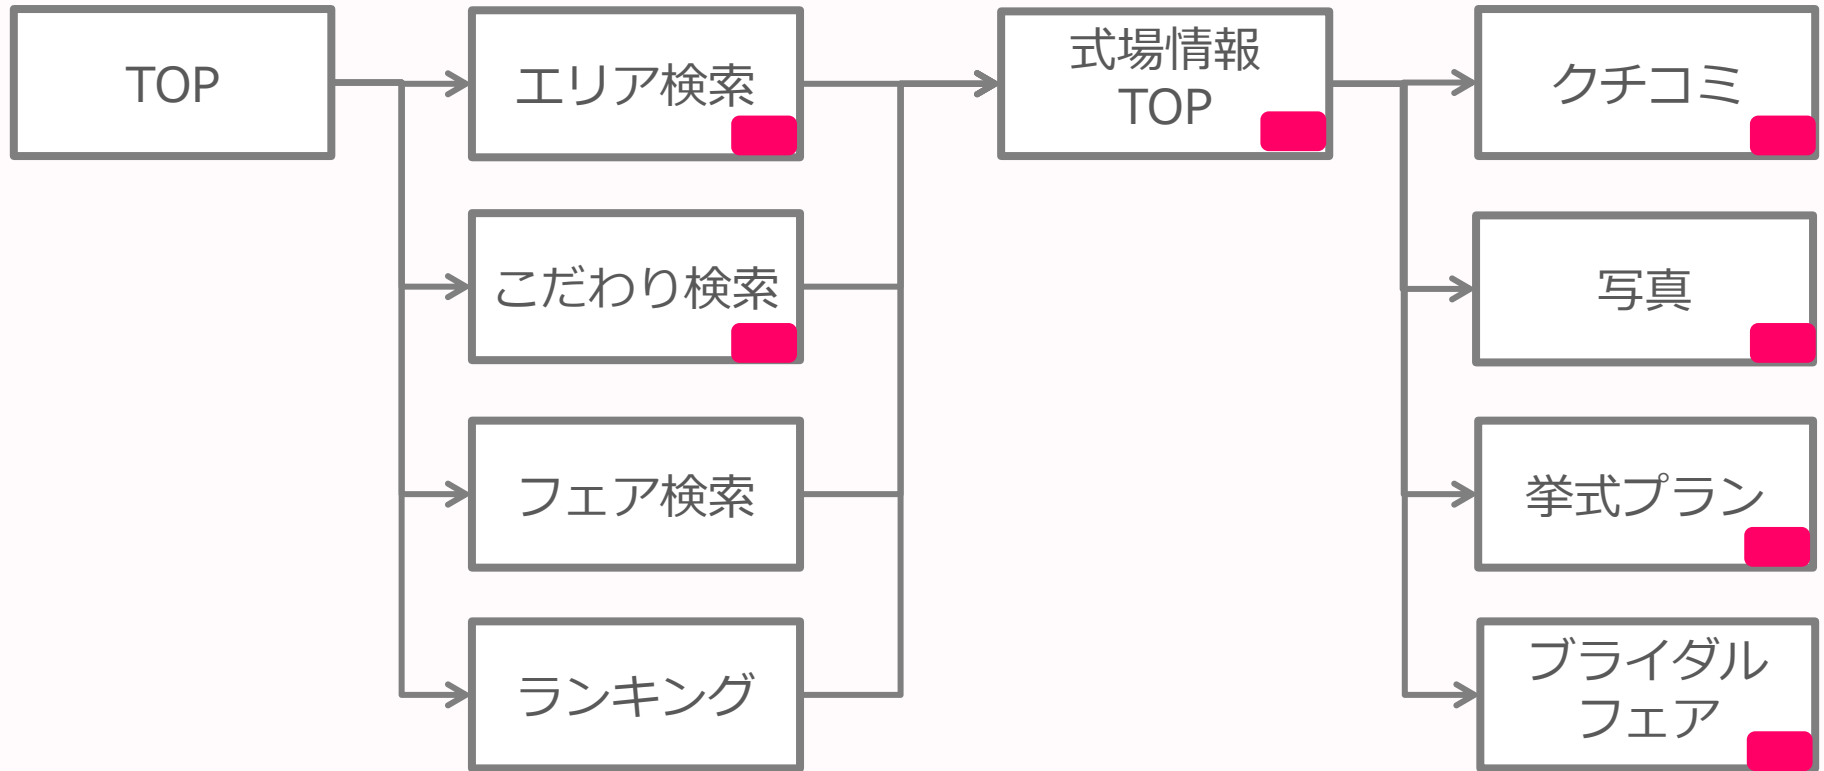 TOP
エリア検索
こだわり検索
フェア検索
ランキング
式場情報
TOP
クチコミ
写真
挙式プラン
ブライダル
フェア